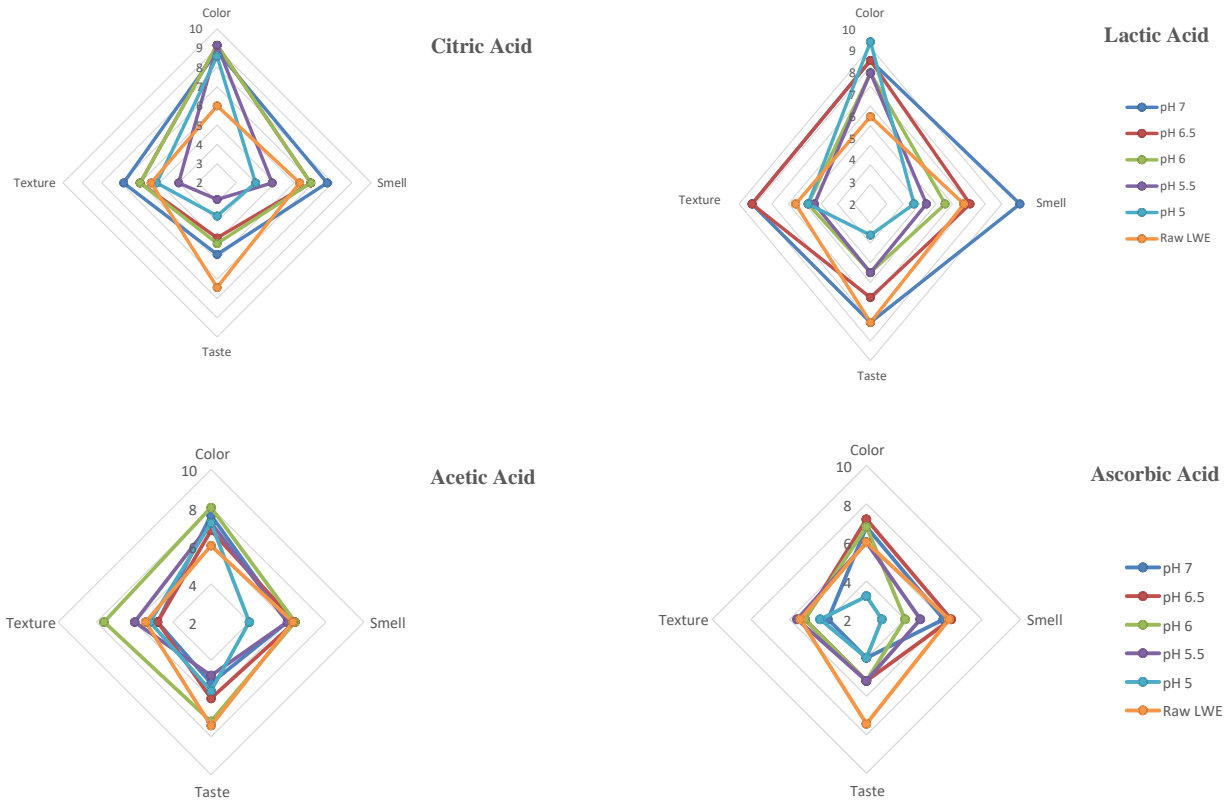 Color
10
9
8
7
6
5
4
3
2
Texture
Smell
Taste
Citric Acid
Color
10
9
8
7
6
5
4
3
2
Texture
Smell
Taste
Lactic Acid
pH 7
pH 6.5
pH 6
pH 5.5
pH 5
Raw LWE
Color
10
8
6
4
2
Texture
Smell
Taste
Acetic Acid
Color
10
8
6
4
2
Texture
Smell
Taste
Ascorbic Acid
pH 7
pH 6.5
pH 6
pH 5.5
pH 5
Raw LWE